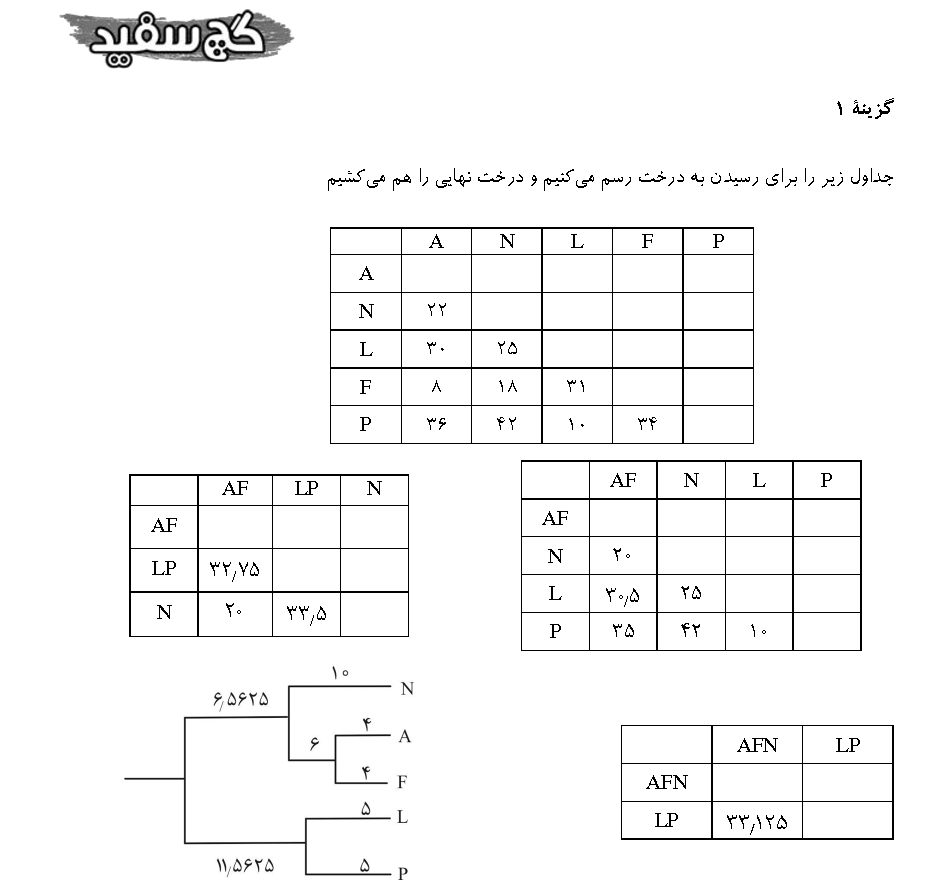 گچ سفید
گزینهٔ ۱
جداول زیر را برای رسیدن به درخت رسم می‌کنیم و درخت نهایی را هم می‌کشیم
A N L F P
A
N ۲۲
L ۳۰ ۲۵
F ۸ ۱۸ ۳۱
P ۳۶ ۴۲ ۱۰ ۳۴
AF N L P
AF
N ۲۰
L ۳۰٫۵ ۲۵
P ۳۵ ۴۲ ۱۰
AF LP N
AF
LP ۳۲٫۷۵
N ۲۰ ۳۳٫۵
AFN LP
AFN
LP ۳۳٫۱۲۵
۱۰ N
۶٫۵۶۲۵
۴ A
۶
۴ F
۵ L
۱۱٫۵۶۲۵ ۵ P